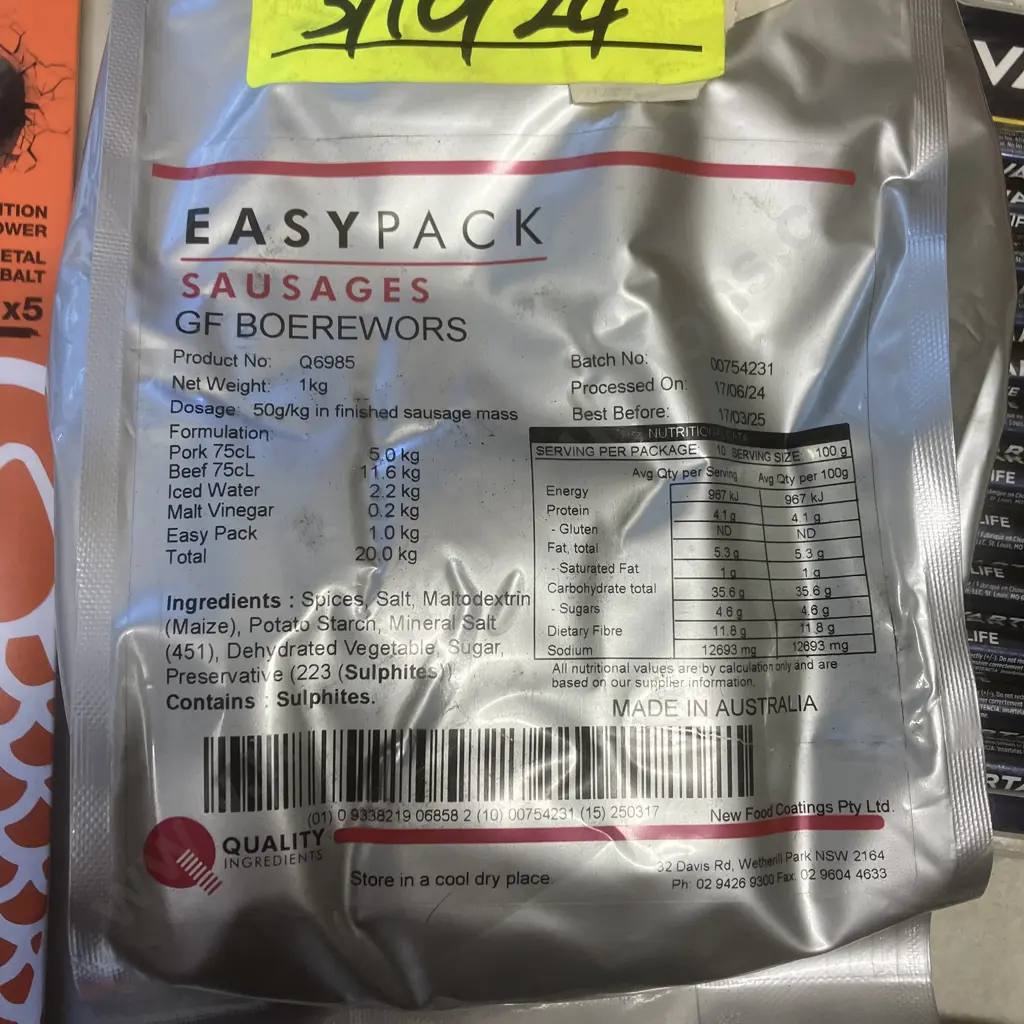 EASYPACK
SAUSAGES
GF BOEREWORS
Product No: Q6985
Net Weight: 1kg
Dosage: 50g/kg in finished sausage mass
Batch No: 00754231
Processed On: 17/06/24
Best Before: 17/03/25
Formulation:
Pork 75cL 5.0 kg
Beef 75cL 11.6 kg
Iced Water 2.2 kg
Malt Vinegar 0.2 kg
Easy Pack 1.0 kg
Total 20.0 kg
SERVING PER PACKAGE: 10 SERVING SIZE: 100 g
Avg Qty per Serving Avg Qty per 100g
Energy 967 kJ 967 kJ
Protein 4.1 g 4.1 g
- Gluten ND ND
Fat, total 5.3 g 5.3 g
- Saturated Fat 1 g 1 g
Carbohydrate total 35.6 g 35.6 g
- Sugars 4.6 g 4.6 g
Dietary Fibre 11.8 g 11.8 g
Sodium 12693 mg 12693 mg
All nutritional values are by calculation only and are
based on our supplier information.
MADE IN AUSTRALIA
Ingredients : Spices, Salt, Maltodextrin
(Maize), Potato Starch, Mineral Salt
(451), Dehydrated Vegetable, Sugar,
Preservative (223 (Sulphites))
Contains : Sulphites.
(01) 0 9338219 06858 2 (10) 00754231 (15) 250317
New Food Coatings Pty Ltd.
QUALITY
INGREDIENTS
Store in a cool dry place.
32 Davis Rd, Wetherill Park NSW 2164
Ph: 02 9426 9300 Fax: 02 9604 4633
x5
LIFE
LIFE
LIFE